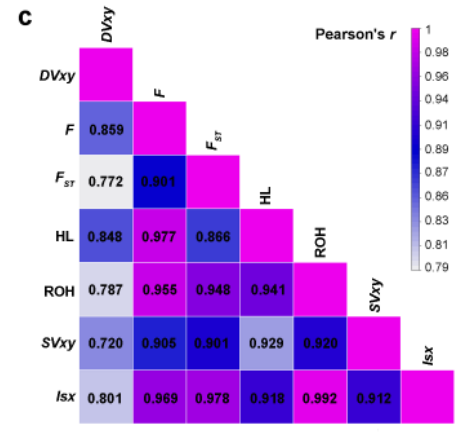 c
DVxy
Pearson's r
1
0.98
0.96
0.94
0.91
0.89
0.87
0.85
0.83
0.81
0.79
DVxy
F
F 0.859
FST
FST 0.772 0.901
HL
HL 0.848 0.977 0.866
ROH
ROH 0.787 0.955 0.948 0.941
SVxy
SVxy 0.720 0.905 0.901 0.929 0.920
Isx
Isx 0.801 0.969 0.978 0.918 0.992 0.912